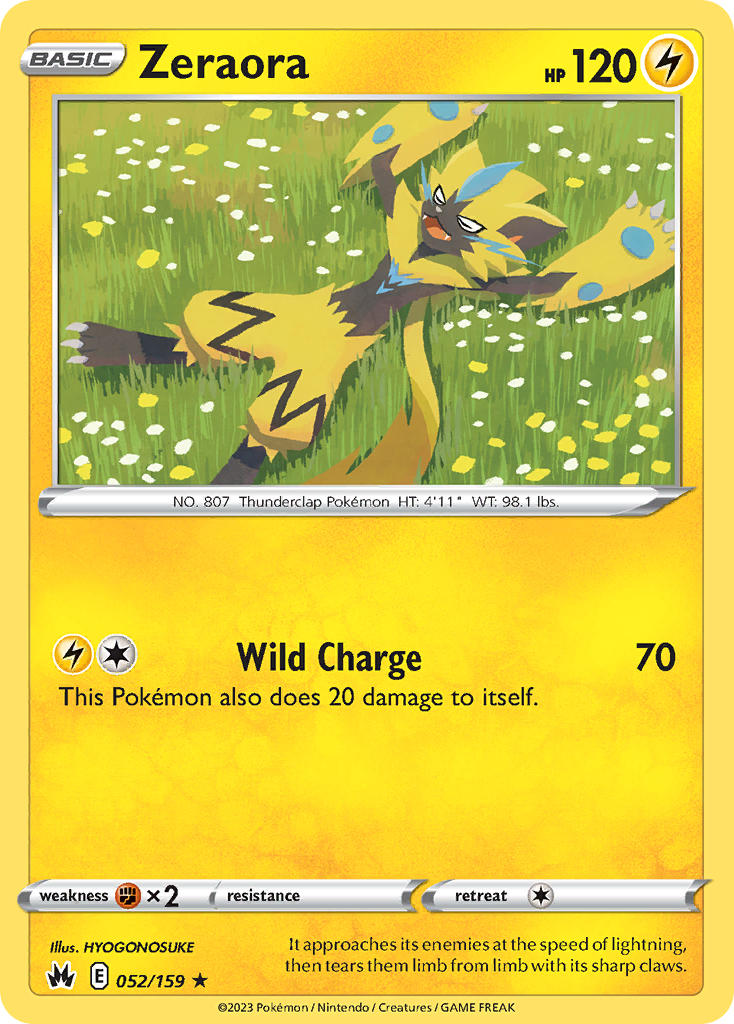 BASIC Zeraora HP 120
NO. 807 Thunderclap Pokémon HT: 4'11" WT: 98.1 lbs.
Wild Charge 70
This Pokémon also does 20 damage to itself.
weakness ×2 resistance retreat
Illus. HYOGONOSUKE
It approaches its enemies at the speed of lightning,
then tears them limb from limb with its sharp claws.
E 052/159 ★
©2023 Pokémon / Nintendo / Creatures / GAME FREAK